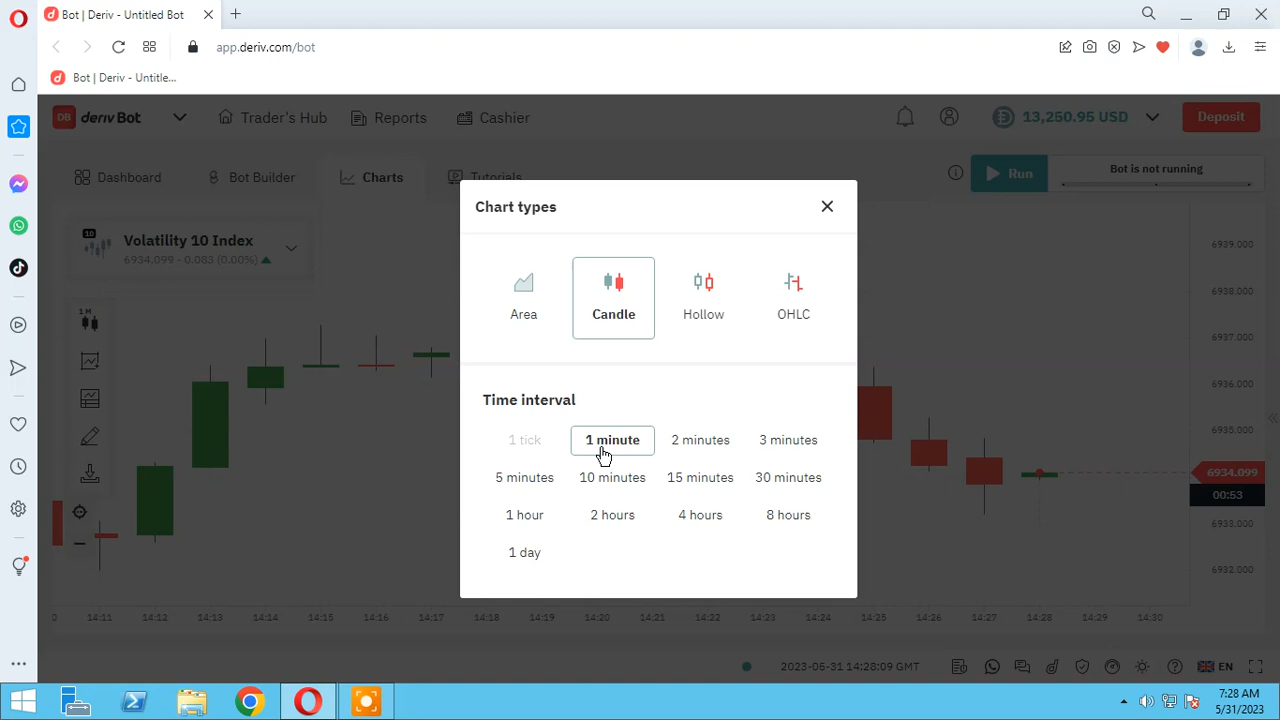 Bot | Deriv - Untitled Bot
app.deriv.com/bot
Bot | Deriv - Untitle...
DB deriv Bot
Trader's Hub
Reports
Cashier
13,250.95 USD
Deposit
Dashboard
Bot Builder
Charts
Tutorials
Run
Bot is not running
10
Volatility 10 Index
6934.099 - 0.083 (0.00%)
1 M
Chart types
Area
Candle
Hollow
OHLC
Time interval
1 tick
1 minute
2 minutes
3 minutes
5 minutes
10 minutes
15 minutes
30 minutes
1 hour
2 hours
4 hours
8 hours
1 day
6939.000
6938.000
6937.000
6936.000
6935.000
6934.099
00:53
6933.000
6932.000
0
14:11
14:12
14:13
14:14
14:15
14:16
14:17
14:18
14:19
14:20
14:21
14:22
14:23
14:24
14:25
14:26
14:27
14:28
14:30
2023-05-31 14:28:09 GMT
EN
7:28 AM
5/31/2023